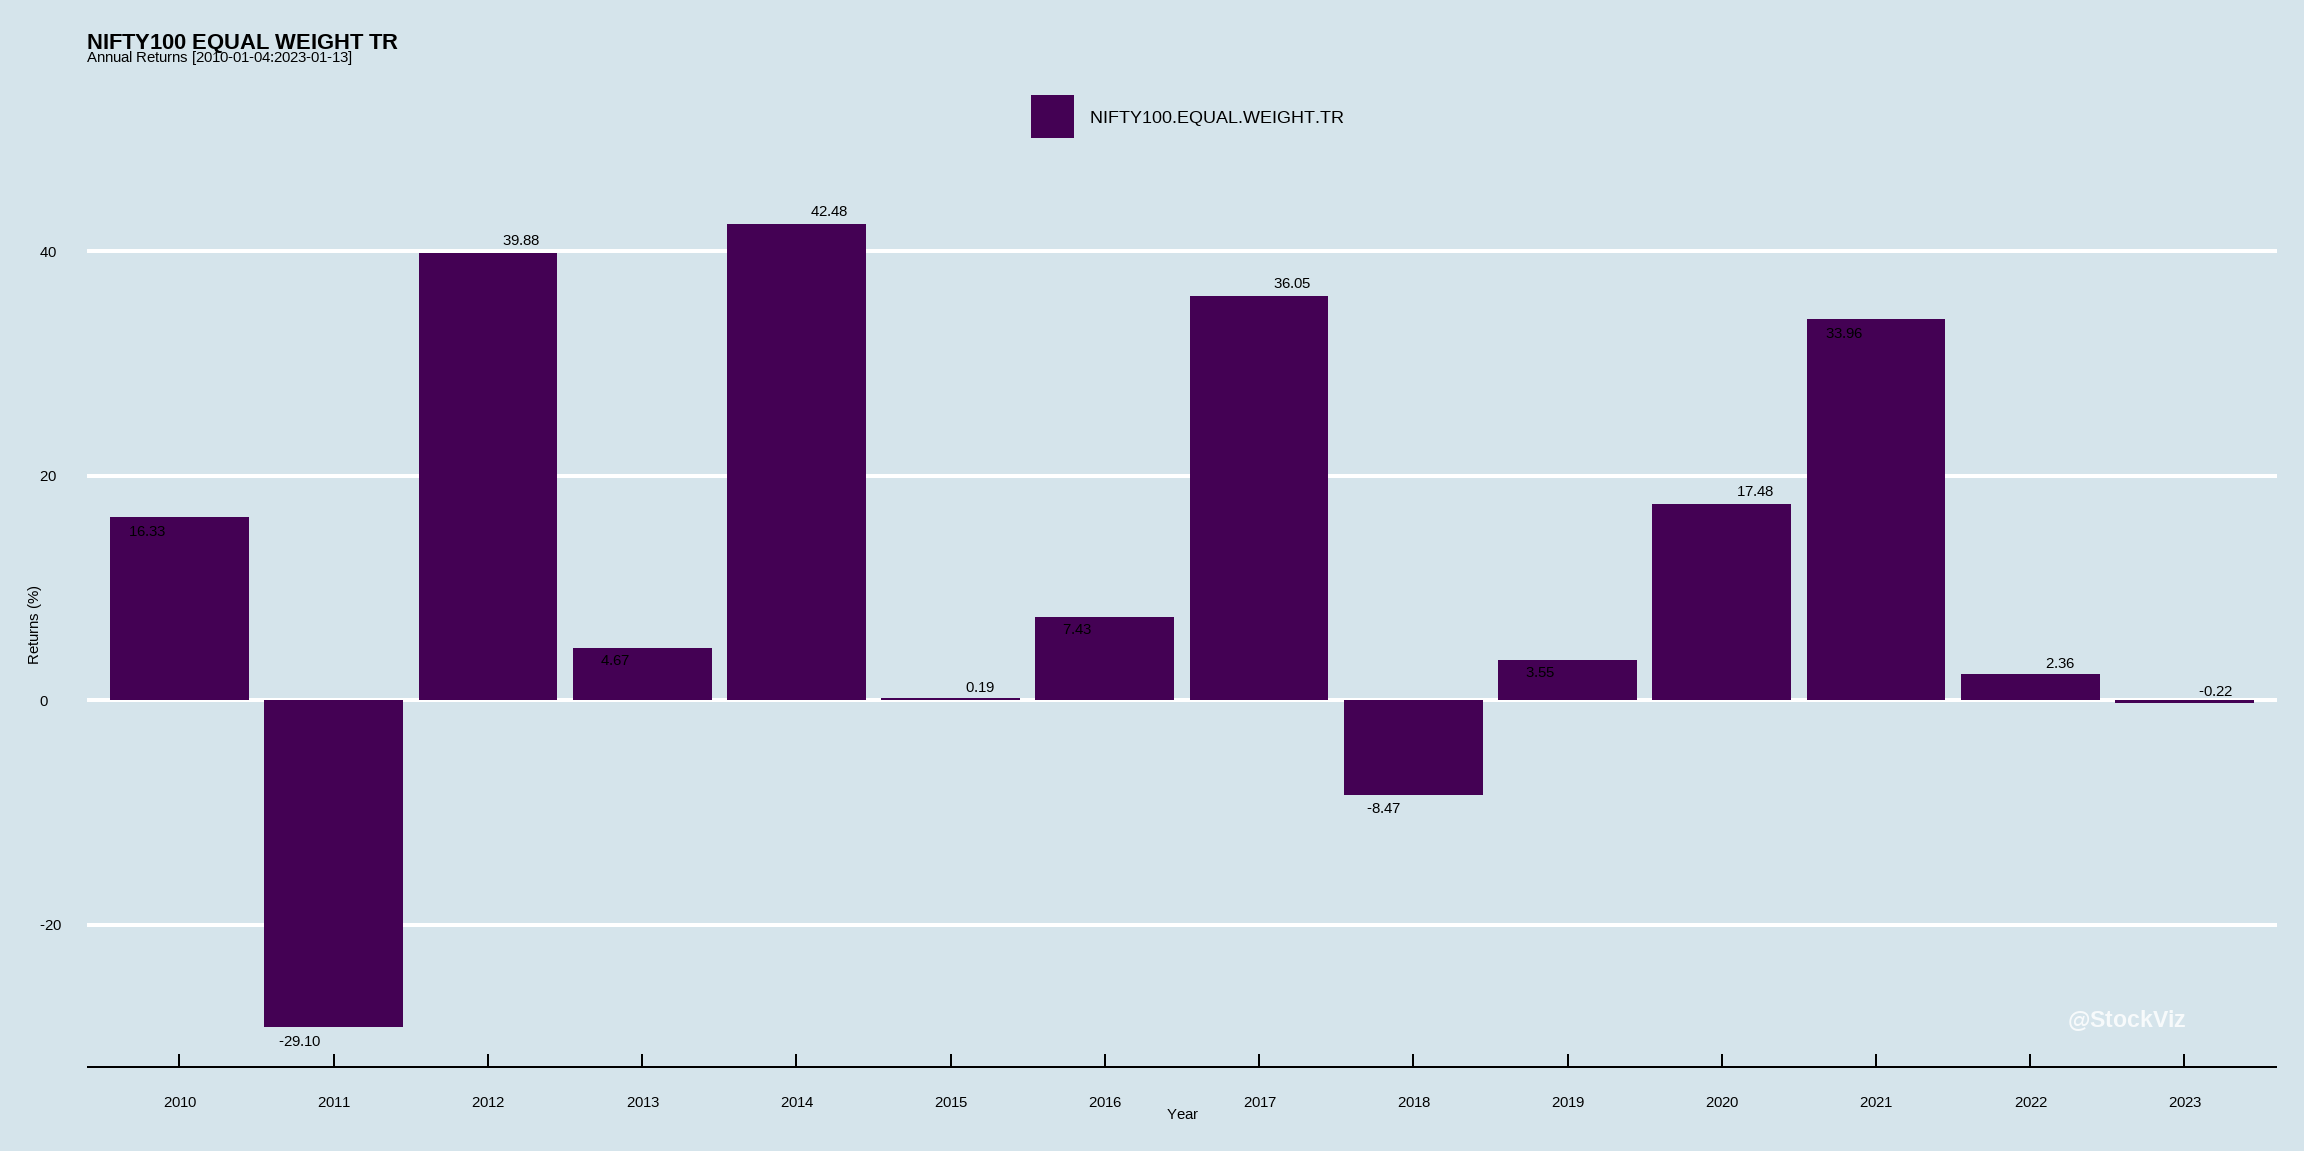 NIFTY100 EQUAL WEIGHT TR
Annual Returns [2010-01-04:2023-01-13]
NIFTY100.EQUAL.WEIGHT.TR
42.48
39.88
40
36.05
33.96
20
17.48
16.33
Returns (%)
7.43
4.67
2.36
3.55
0.19
-0.22
0
-8.47
-20
@StockViz
-29.10
2010 2011 2012 2013 2014 2015 2016 2017 2018 2019 2020 2021 2022 2023
Year